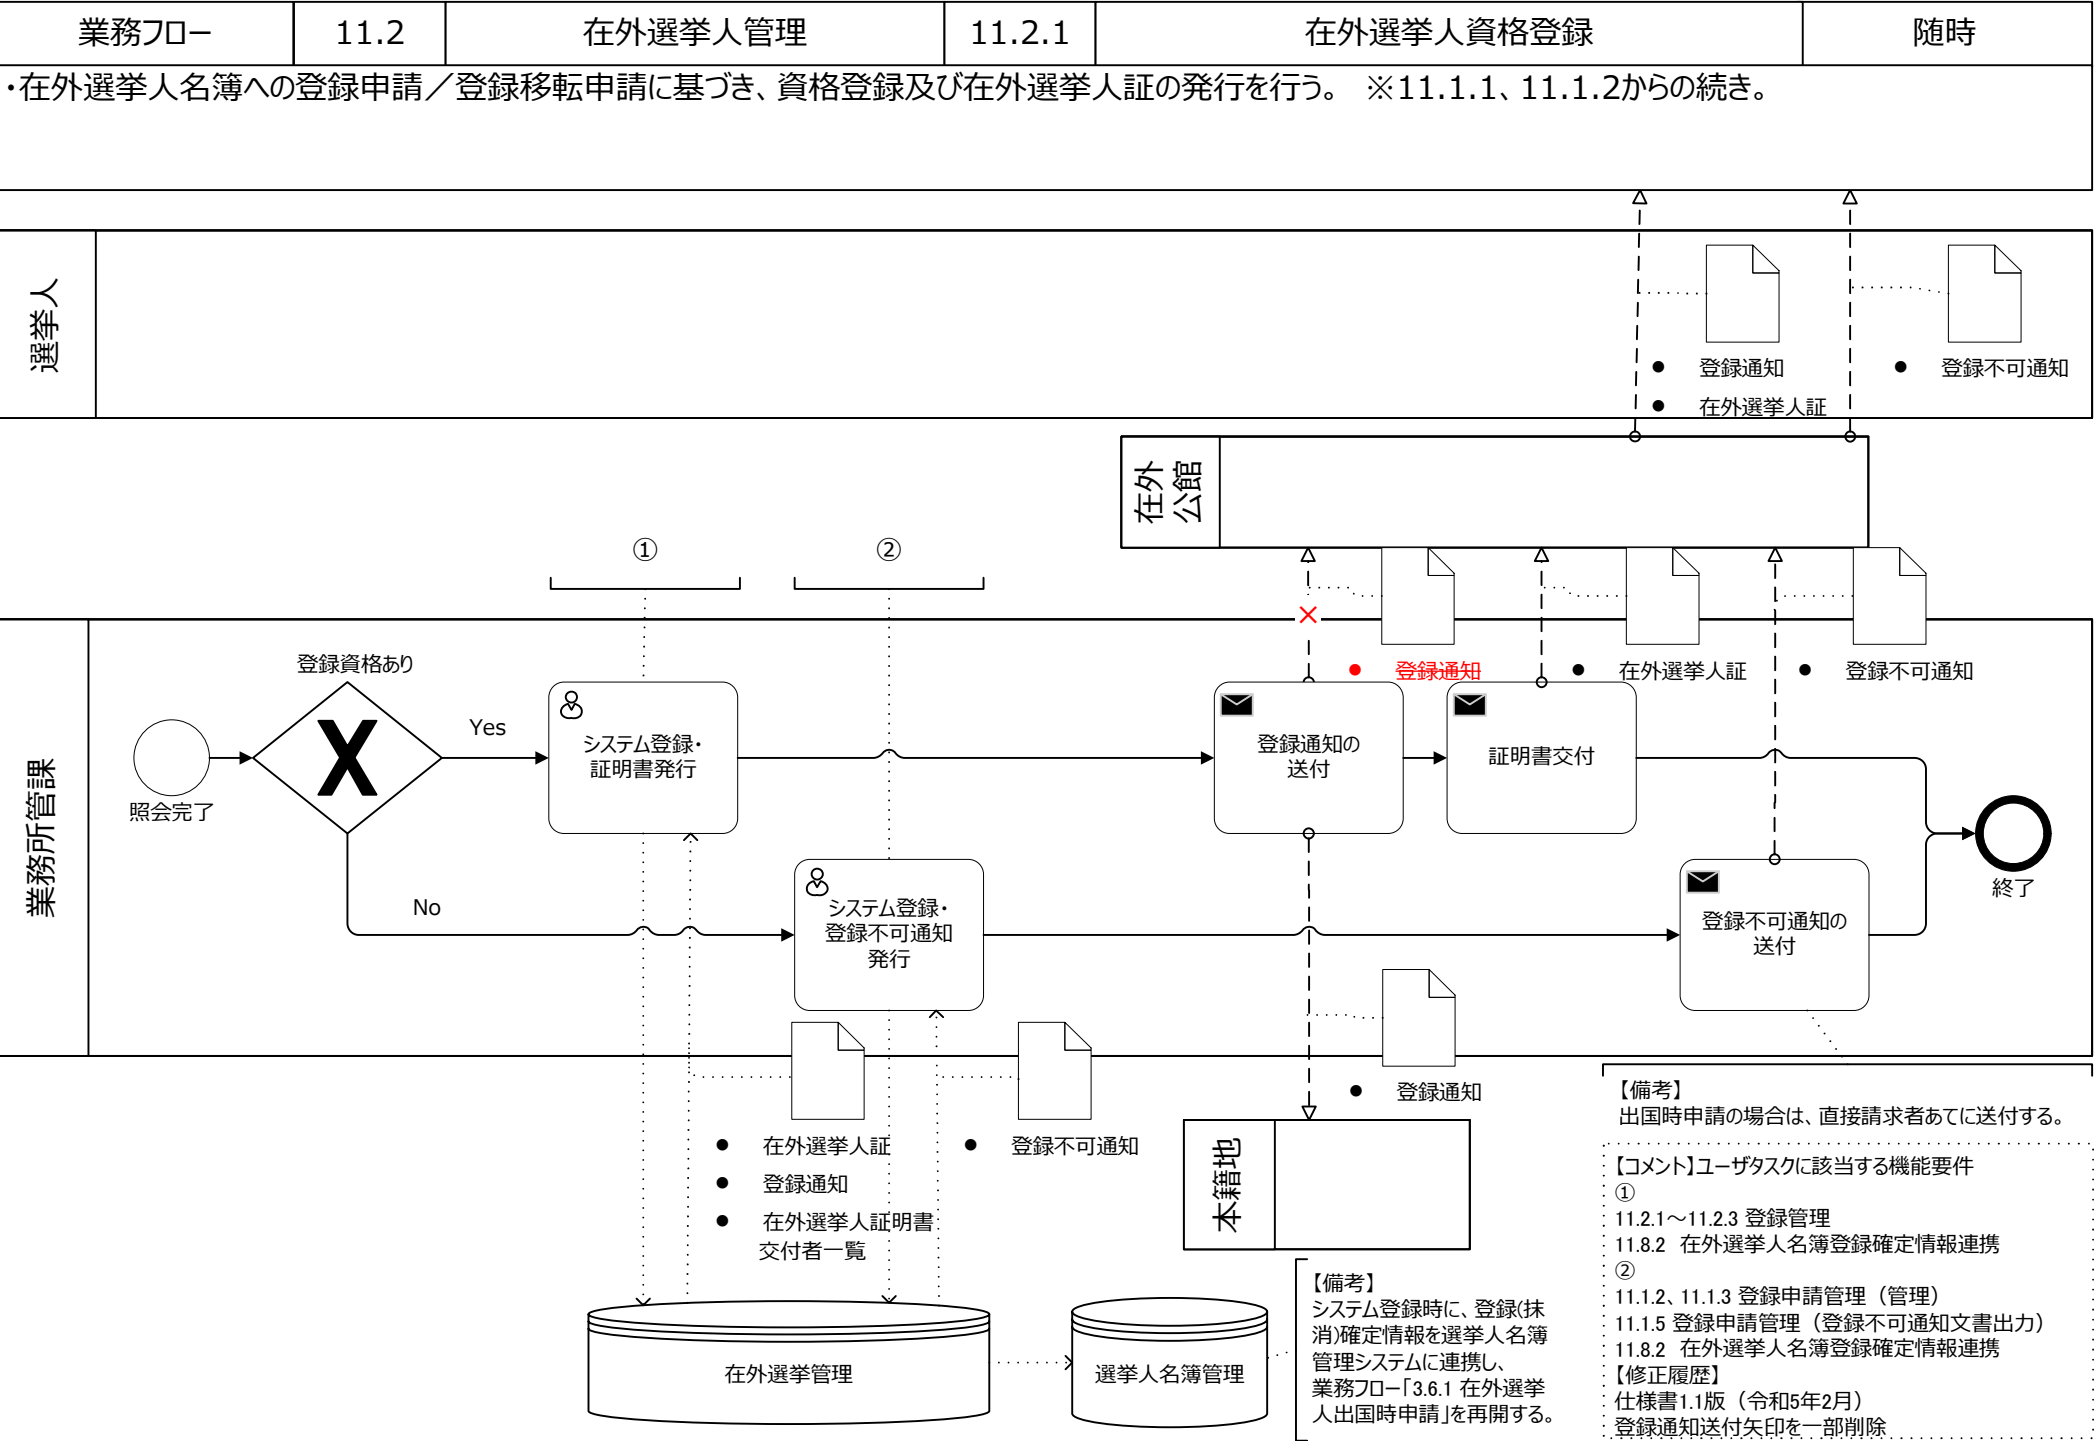 業務フロー 11.2 在外選挙人管理 11.2.1 在外選挙人資格登録 随時
・在外選挙人名簿への登録申請／登録移転申請に基づき、資格登録及び在外選挙人証の発行を行う。 ※11.1.1、11.1.2からの続き。
選挙人
● 登録通知
● 在外選挙人証
● 登録不可通知
在外
公館
①
②
● 登録通知
● 在外選挙人証
● 登録不可通知
業務所管課
照会完了
登録資格あり
Yes
No
システム登録・
証明書発行
システム登録・
登録不可通知
発行
登録通知の
送付
証明書交付
登録不可通知の
送付
終了
● 在外選挙人証
● 登録通知
● 在外選挙人証明書
交付者一覧
● 登録不可通知
● 登録通知
本籍地
在外選挙管理
選挙人名簿管理
【備考】
システム登録時に、登録(抹
消)確定情報を選挙人名簿
管理システムに連携し、
業務フロー「3.6.1 在外選挙
人出国時申請」を再開する。
【備考】
出国時申請の場合は、直接請求者あてに送付する。
【コメント】ユーザタスクに該当する機能要件
①
11.2.1～11.2.3 登録管理
11.8.2 在外選挙人名簿登録確定情報連携
②
11.1.2、11.1.3 登録申請管理（管理）
11.1.5 登録申請管理（登録不可通知文書出力）
11.8.2 在外選挙人名簿登録確定情報連携
【修正履歴】
仕様書1.1版（令和5年2月）
登録通知送付矢印を一部削除